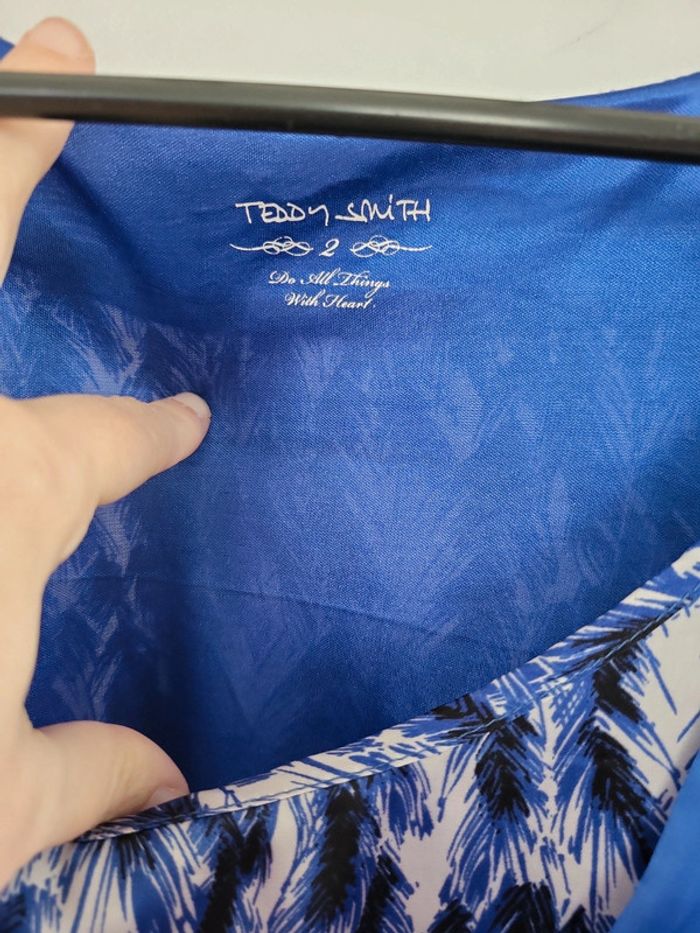 TEDDY SMITH
2
Do All Things
With Heart.